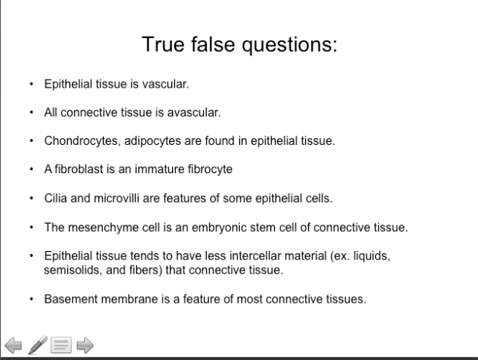 True false questions:
• Epithelial tissue is vascular.
• All connective tissue is avascular.
• Chondrocytes, adipocytes are found in epithelial tissue.
• A fibroblast is an immature fibrocyte
• Cilia and microvilli are features of some epithelial cells.
• The mesenchyme cell is an embryonic stem cell of connective tissue.
• Epithelial tissue tends to have less intercellar material (ex. liquids,
semisolids, and fibers) that connective tissue.
• Basement membrane is a feature of most connective tissues.